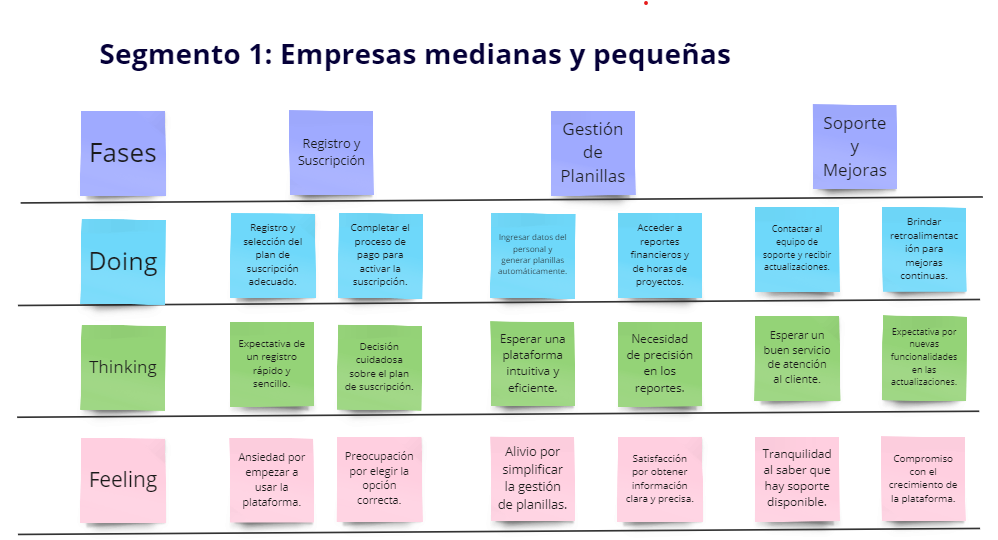 Segmento 1: Empresas medianas y pequeñas
Fases
Registro y
Suscripción
Gestión
de
Planillas
Soporte
y
Mejoras
Doing
Registro y
selección del
plan de
suscripción
adecuado.
Completar el
proceso de
pago para
activar la
suscripción.
Ingresar datos del
personal y
generar planillas
automáticamente.
Acceder a
reportes
financieros y
de horas de
proyectos.
Contactar al
equipo de
soporte y recibir
actualizaciones.
Brindar
retroalimentac
ión para
mejoras
continuas.
Thinking
Expectativa de
un registro
rápido y
sencillo.
Decisión
cuidadosa sobre el plan
de suscripción.
Esperar una
plataforma
intuitiva y
eficiente.
Necesidad
de precisión
en los
reportes.
Esperar un
buen servicio
de atención
al cliente.
Expectativa por
nuevas
funcionalidades
en las
actualizaciones.
Feeling
Ansiedad por
empezar a
usar la
plataforma.
Preocupación
por elegir la
opción
correcta.
Alivio por
simplificar
la gestión
de planillas.
Satisfacción
por obtener
información
clara y precisa.
Tranquilidad
al saber que
hay soporte
disponible.
Compromiso
con el
crecimiento de
la plataforma.